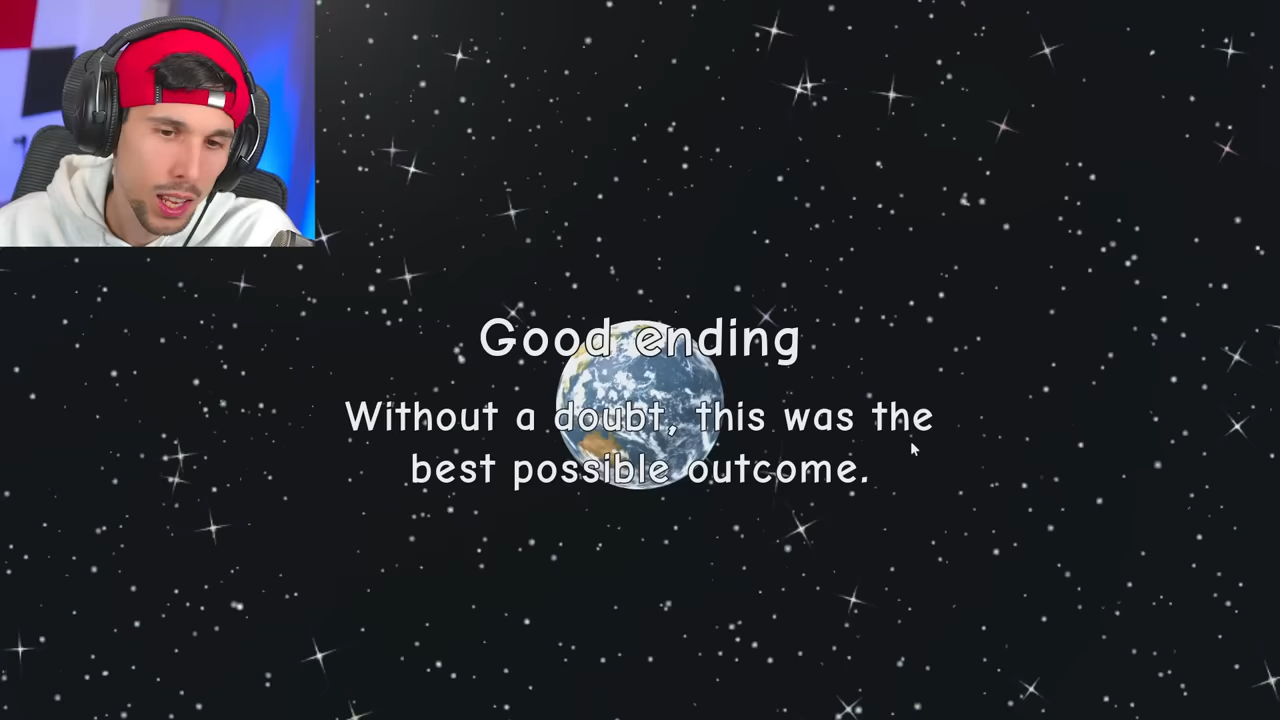 Good ending
Without a doubt, this was the
best possible outcome.